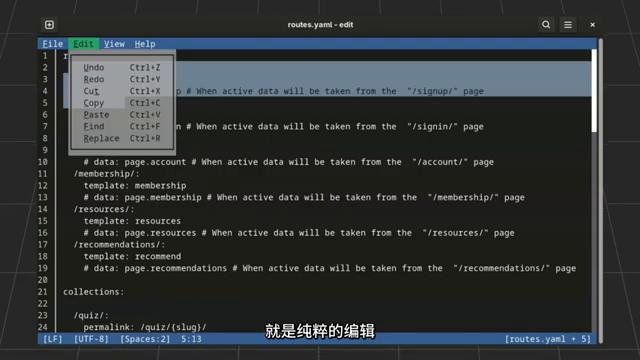 routes.yaml - edit
File Edit View Help
1 r
2
3
4 p # When active data will be taken from the "/signup/" page
5
6
7 n # When active data will be taken from the "/signin/" page
8
9
10 # data: page.account # When active data will be taken from the "/account/" page
11 /membership/:
12 template: membership
13 # data: page.membership # When active data will be taken from the "/membership/" page
14 /resources/:
15 template: resources
16 # data: page.resources # When active data will be taken from the "/resources/" page
17 /recommendations/:
18 template: recommend
19 # data: page.recommendations # When active data will be taken from the "/recommendations/" page
20
21 collections:
22
23 /quiz/:
24 permalink: /quiz/{slug}/
Undo Ctrl+Z
Redo Ctrl+Y
Cut Ctrl+X
Copy Ctrl+C
Paste Ctrl+V
Find Ctrl+F
Replace Ctrl+R
就是纯粹的编辑
[LF] [UTF-8] [Spaces:2] 5:13 [routes.yaml + 5]